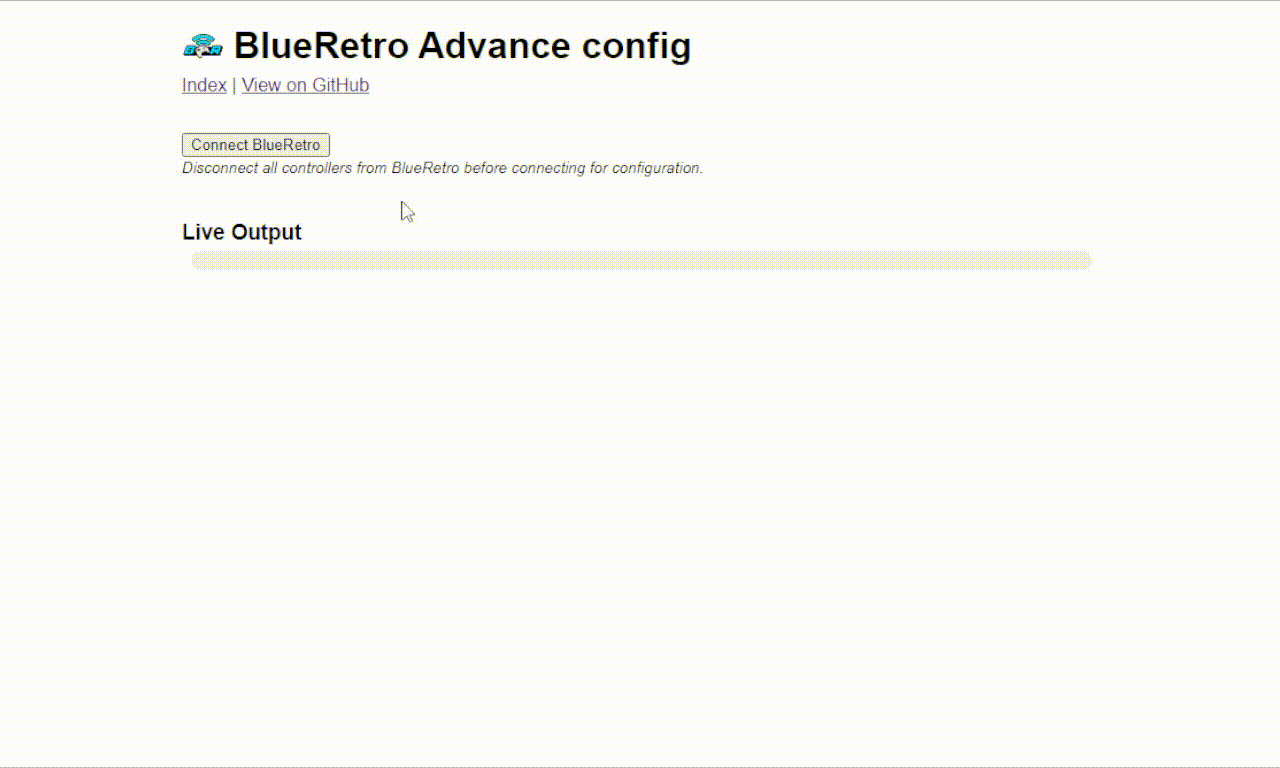 BlueRetro Advance config
Index | View on GitHub
Connect BlueRetro
Disconnect all controllers from BlueRetro before connecting for configuration.
Live Output